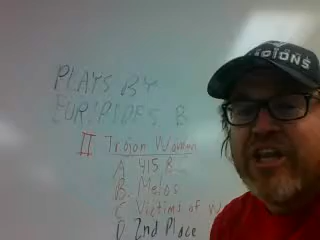 PLAYS BY
EURIPIDES B
II Trojan Women
A. 415 B
B. Melos
C Victims of W
D. 2nd Place